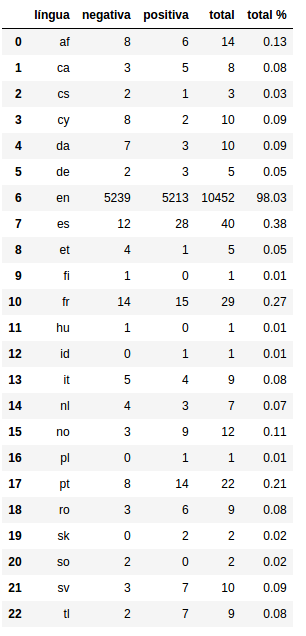 língua negativa positiva total total %
0 af 8 6 14 0.13
1 ca 3 5 8 0.08
2 cs 2 1 3 0.03
3 cy 8 2 10 0.09
4 da 7 3 10 0.09
5 de 2 3 5 0.05
6 en 5239 5213 10452 98.03
7 es 12 28 40 0.38
8 et 4 1 5 0.05
9 fi 1 0 1 0.01
10 fr 14 15 29 0.27
11 hu 1 0 1 0.01
12 id 0 1 1 0.01
13 it 5 4 9 0.08
14 nl 4 3 7 0.07
15 no 3 9 12 0.11
16 pl 0 1 1 0.01
17 pt 8 14 22 0.21
18 ro 3 6 9 0.08
19 sk 0 2 2 0.02
20 so 2 0 2 0.02
21 sv 3 7 10 0.09
22 tl 2 7 9 0.08